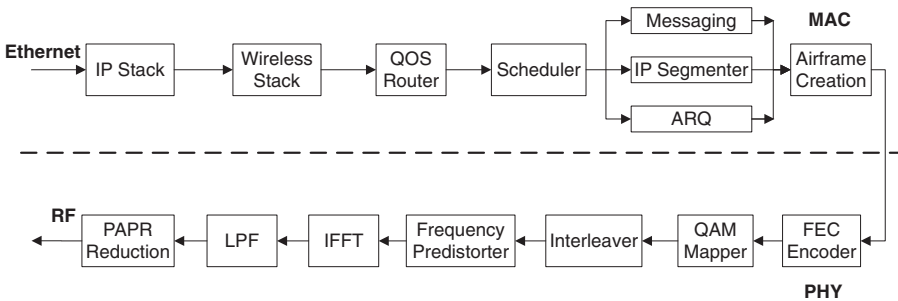 Ethernet
IP Stack
Wireless
Stack
QOS
Router
Scheduler
Messaging
IP Segmenter
ARQ
MAC
Airframe
Creation
RF
PAPR
Reduction
LPF
IFFT
Frequency
Predistorter
Interleaver
QAM
Mapper
FEC
Encoder
PHY